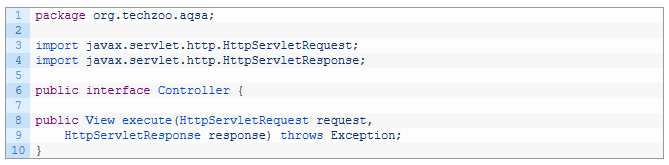 1 package org.techzoo.aqsa;
2
3 import javax.servlet.http.HttpServletRequest;
4 import javax.servlet.http.HttpServletResponse;
5
6 public interface Controller {
7
8 public View execute(HttpServletRequest request,
9     HttpServletResponse response) throws Exception;
10 }